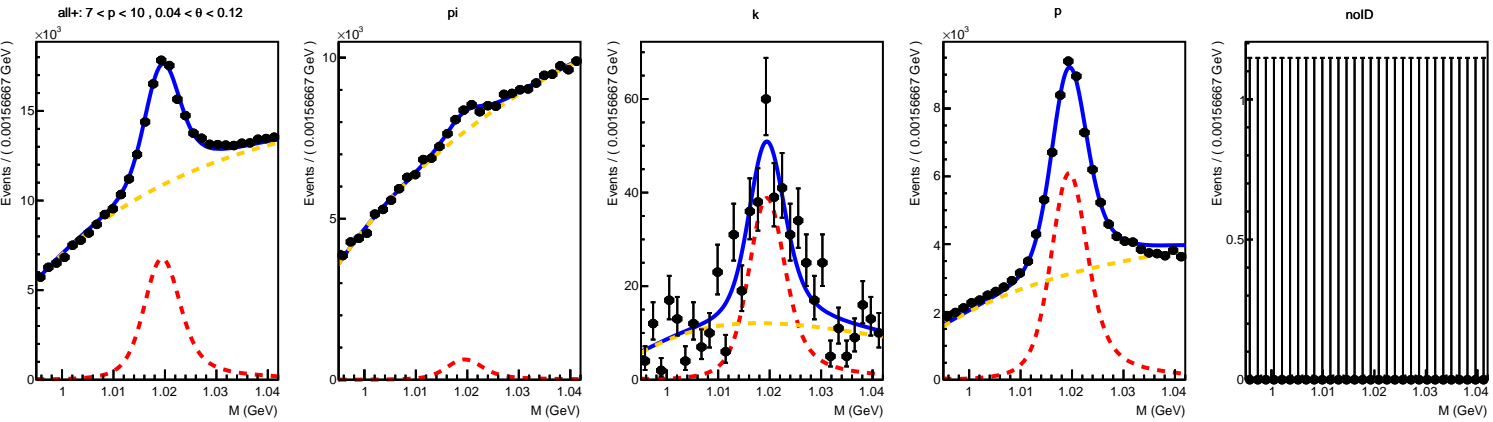 all+: 7 < p < 10 , 0.04 < θ < 0.12
×10³
Events / ( 0.00156667 GeV )
15
10
5
0
1 1.01 1.02 1.03 1.04
M (GeV)
pi
×10³
Events / ( 0.00156667 GeV )
10
5
0
1 1.01 1.02 1.03 1.04
M (GeV)
k
Events / ( 0.00156667 GeV )
60
40
20
0
1 1.01 1.02 1.03 1.04
M (GeV)
p
×10³
Events / ( 0.00156667 GeV )
8
6
4
2
0
1 1.01 1.02 1.03 1.04
M (GeV)
noID
Events / ( 0.00156667 GeV )
1
0.5
0
1 1.01 1.02 1.03 1.04
M (GeV)